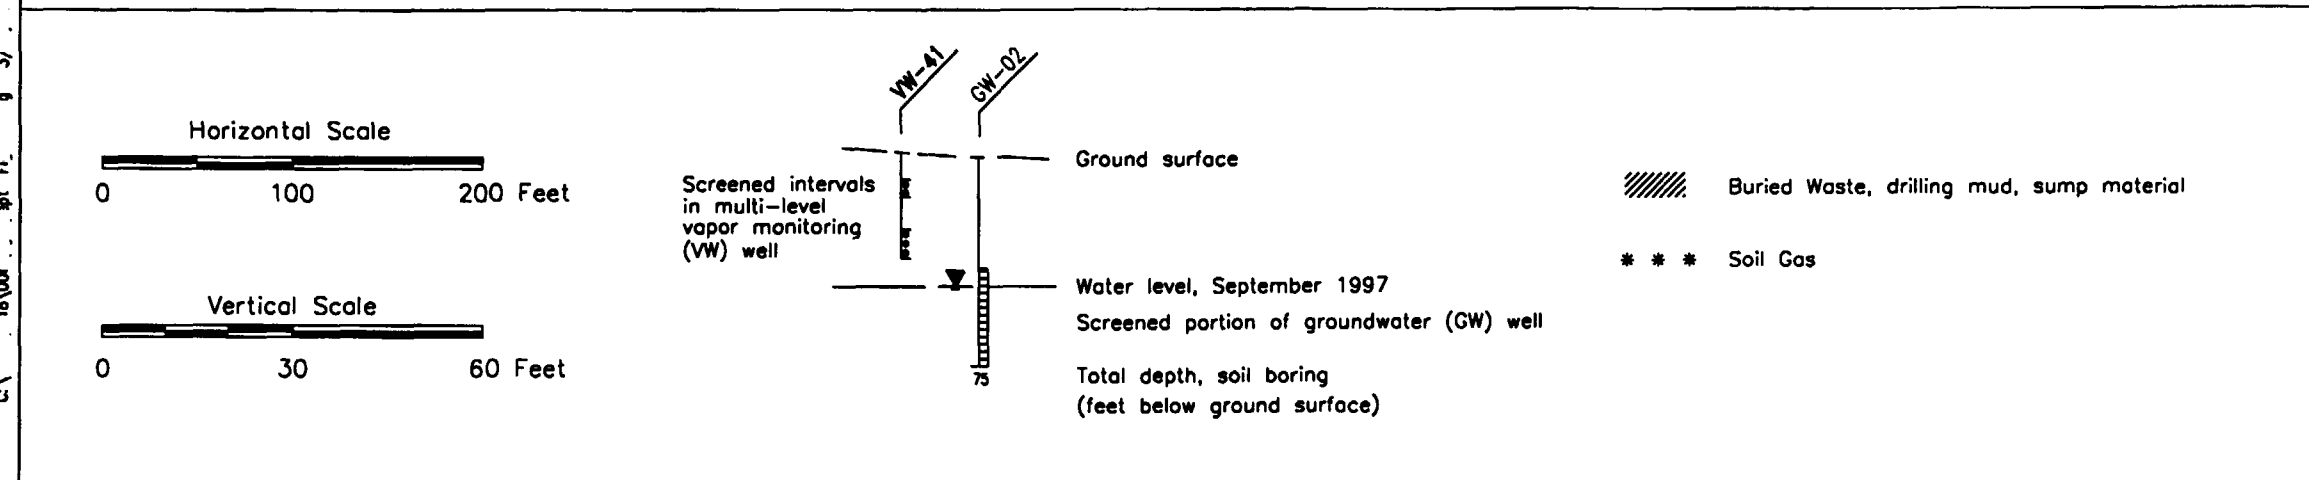 VW-41
GW-02
Horizontal Scale
0 100 200 Feet
Ground surface
Screened intervals
in multi-level
vapor monitoring
(VW) well
Buried Waste, drilling mud, sump material
* * * Soil Gas
Water level, September 1997
Vertical Scale
Screened portion of groundwater (GW) well
0 30 60 Feet
75
Total depth, soil boring
(feet below ground surface)